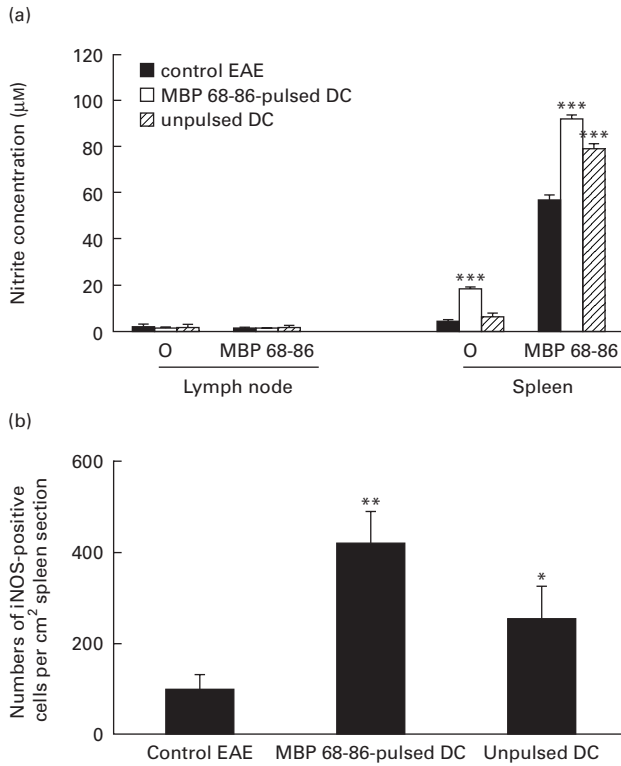 (a)
Nitrite concentration (μM)
120
100
80
60
40
20
0
control EAE
MBP 68-86-pulsed DC
unpulsed DC
***
***
***
O
MBP 68-86
O
MBP 68-86
Lymph node
Spleen
(b)
Numbers of iNOS-positive
cells per cm² spleen section
600
400
200
0
**
*
Control EAE
MBP 68-86-pulsed DC
Unpulsed DC